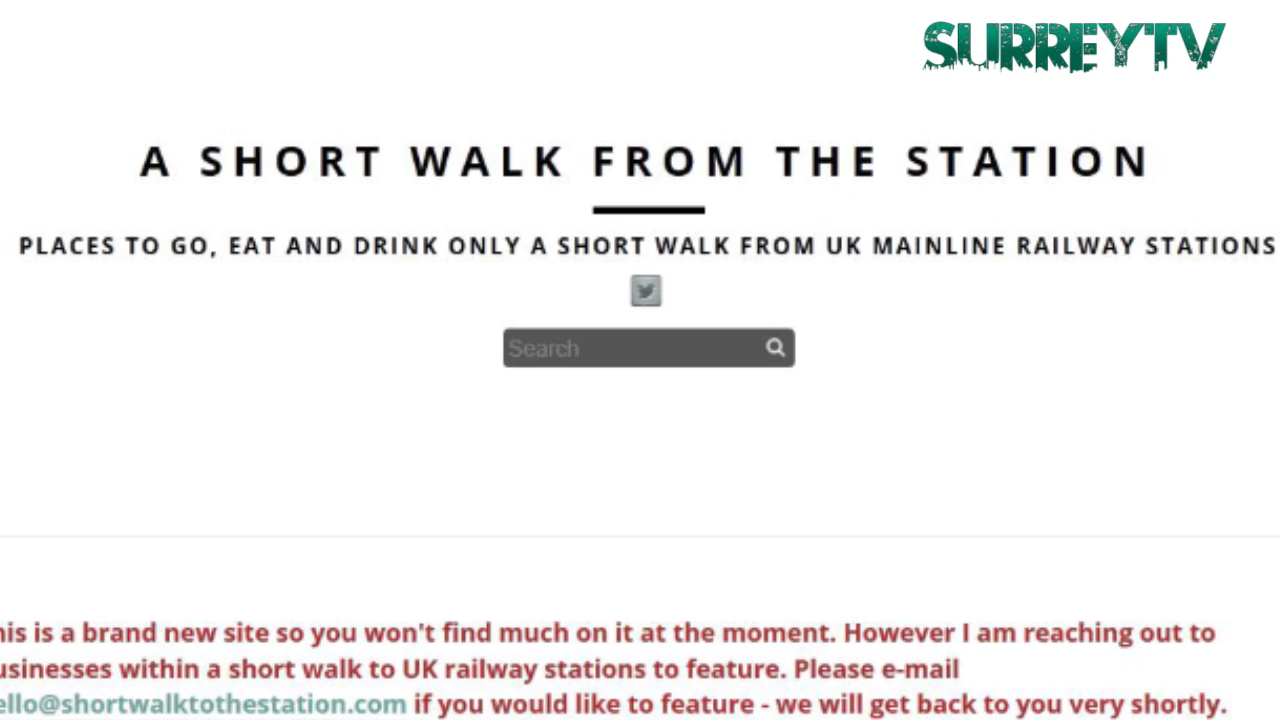 SURREYTV
A SHORT WALK FROM THE STATION
PLACES TO GO, EAT AND DRINK ONLY A SHORT WALK FROM UK MAINLINE RAILWAY STATIONS
Search
his is a brand new site so you won't find much on it at the moment. However I am reaching out to
usinesses within a short walk to UK railway stations to feature. Please e-mail
ello@shortwalktothestation.com if you would like to feature - we will get back to you very shortly.